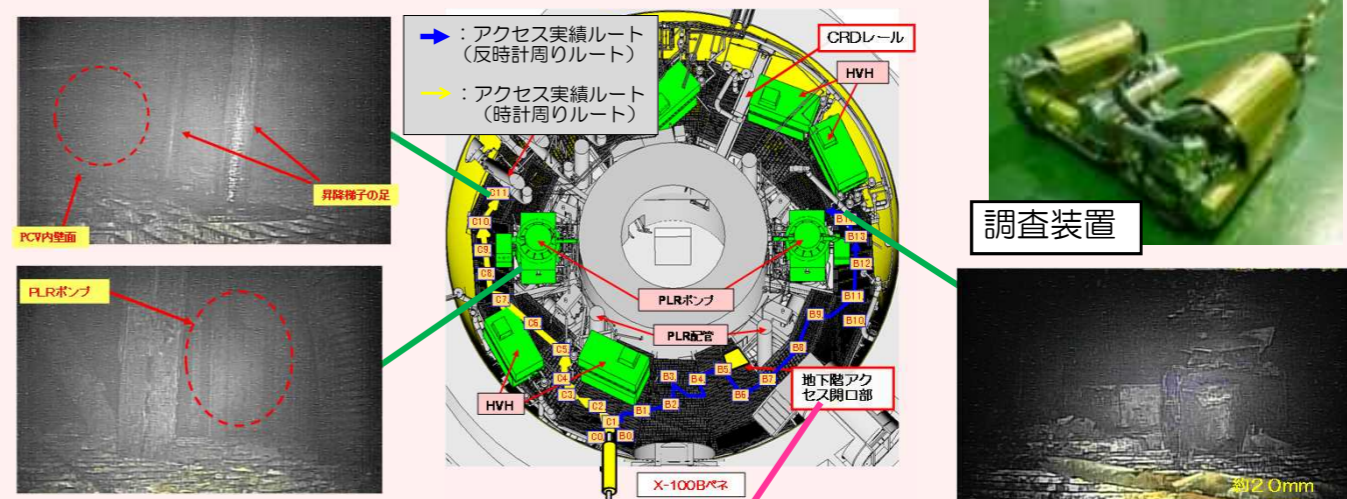 昇降梯子の足
PCV内壁面
PLRポンプ
：アクセス実績ルート
（反時計周りルート）
：アクセス実績ルート
（時計周りルート）
CRDレール
HVH
C11
C10
C9
C8
C7
C6
C5
C4
C3
C2
C1
C0
B0
B1
B2
B3
B4
B5
B6
B7
B8
B9
B10
B11
B12
B13
PLRポンプ
PLR配管
HVH
地下階アク
セス開口部
X-100Bペネ
調査装置
約20mm